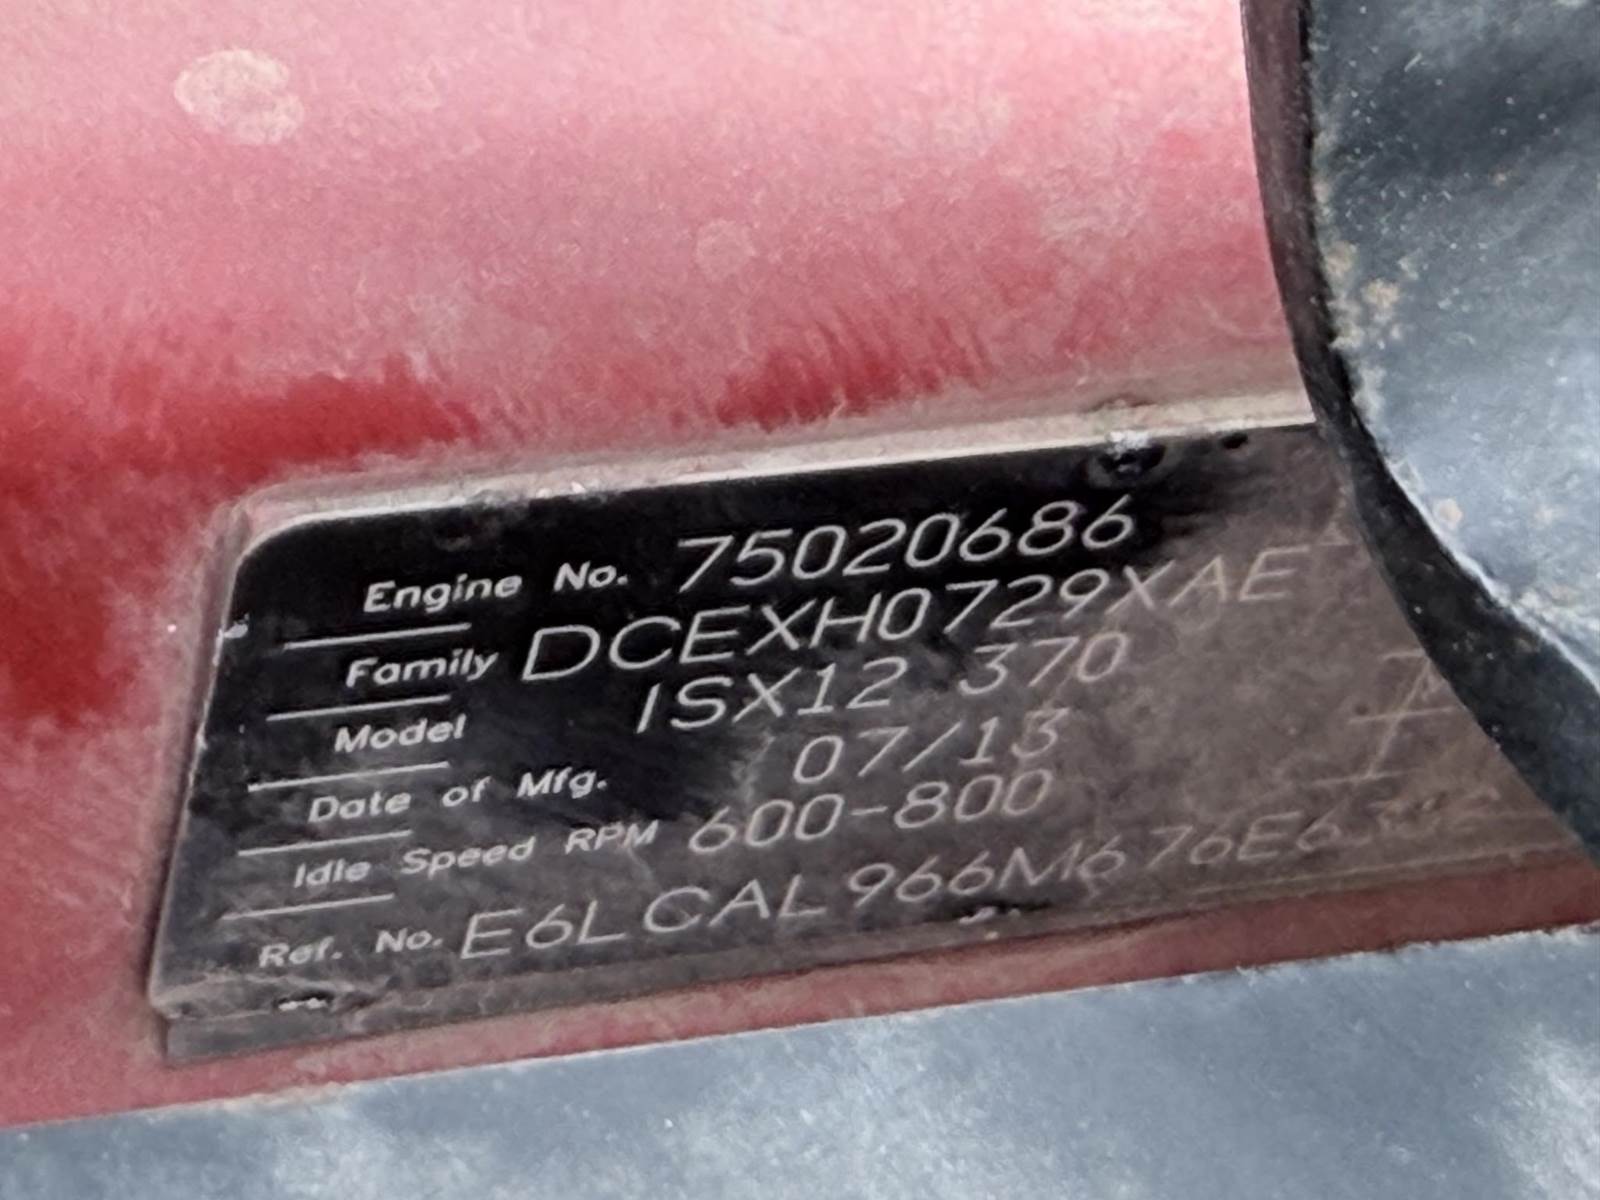 Engine No. 75020686
Family DCEXH0729XAE
Model ISX12 370
Date of Mfg. 07/13
Idle Speed RPM 600-800
Ref. No. E6L CAL 966M6